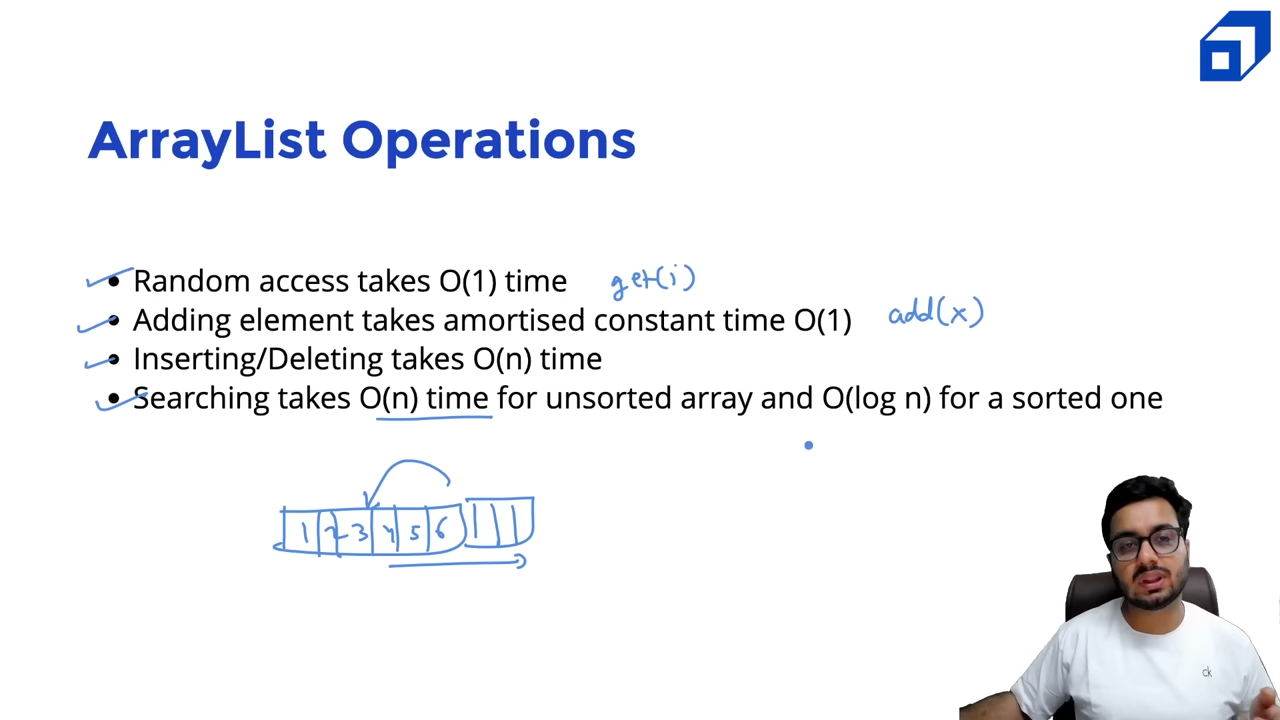 ArrayList Operations
• Random access takes O(1) time get(i)
• Adding element takes amortised constant time O(1) add(x)
• Inserting/Deleting takes O(n) time
• Searching takes O(n) time for unsorted array and O(log n) for a sorted one
1 2 3 4 5 6
ck